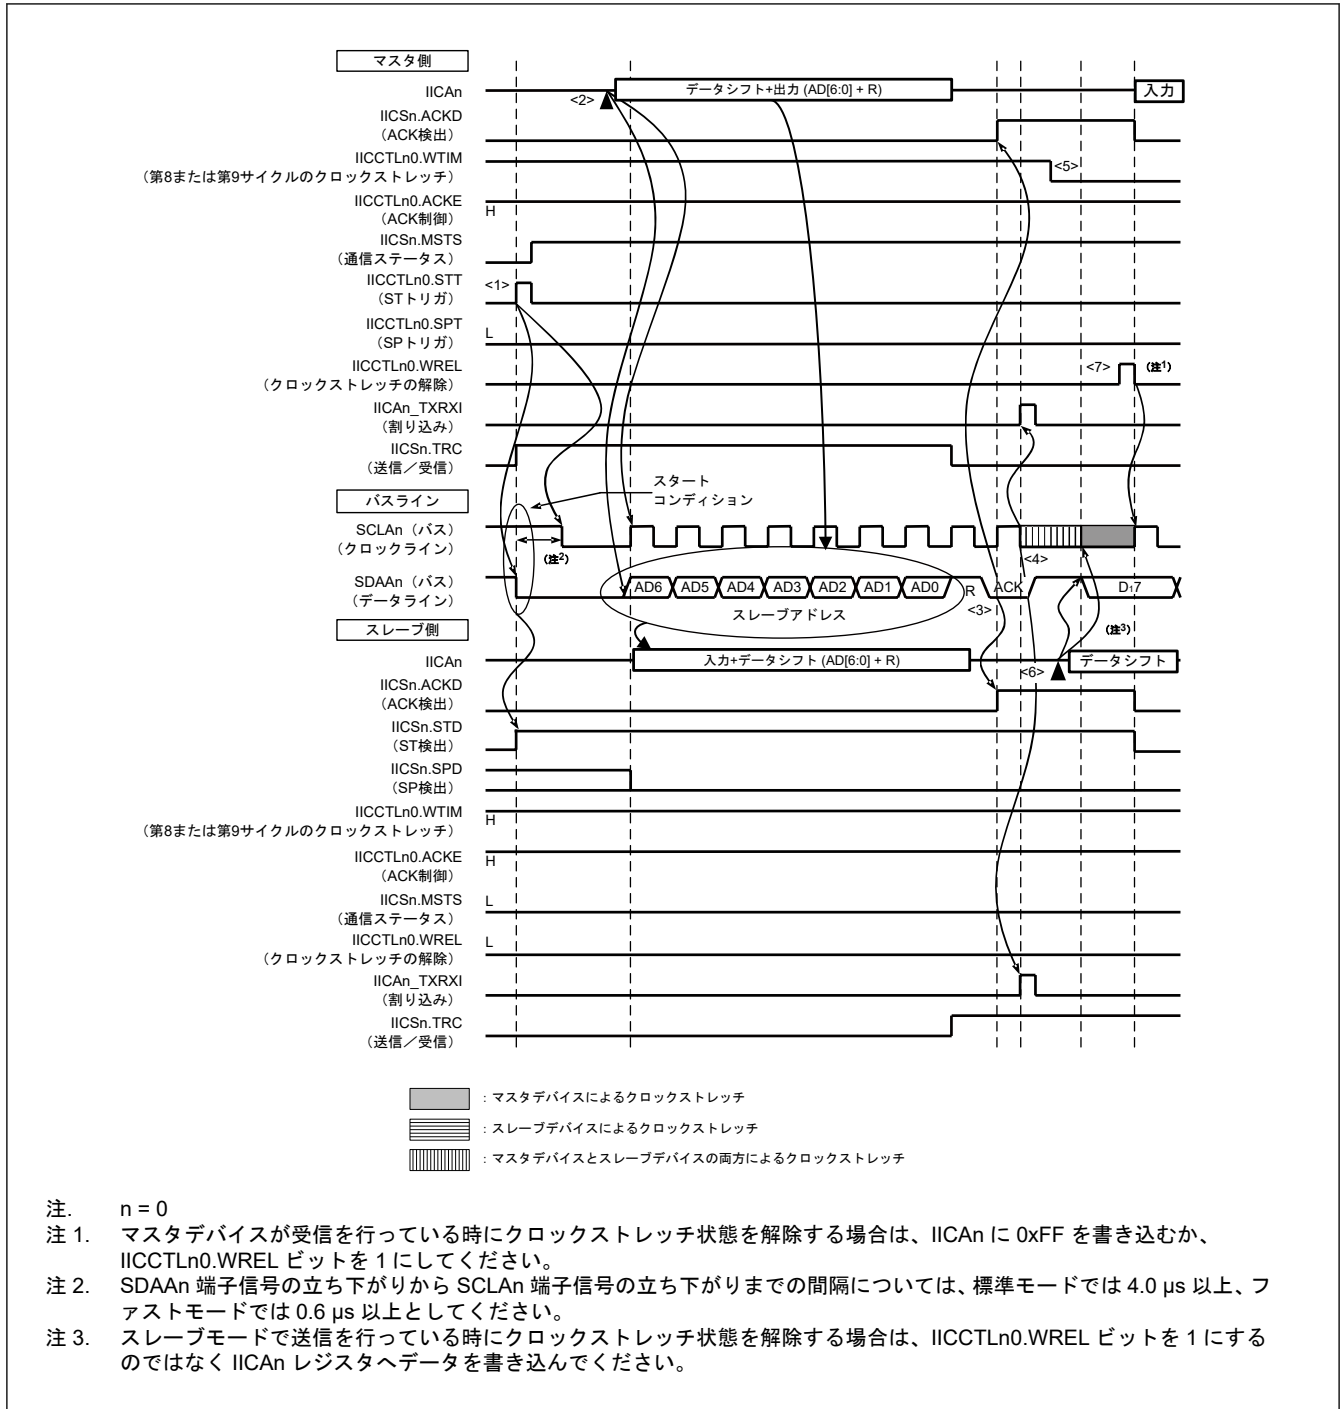 マスタ側
IICAn
<2>
データシフト+出力 (AD[6:0] + R)
入力
IICSn.ACKD
（ACK検出）
IICCTLn0.WTIM
（第8または第9サイクルのクロックストレッチ）
<5>
IICCTLn0.ACKE
（ACK制御）
H
IICSn.MSTS
（通信ステータス）
IICCTLn0.STT
（STトリガ）
<1>
IICCTLn0.SPT
（SPトリガ）
L
IICCTLn0.WREL
（クロックストレッチの解除）
<7>
（注1）
IICAn_TXRXI
（割り込み）
IICSn.TRC
（送信／受信）
バスライン
スタート
コンディション
SCLAn（バス）
（クロックライン）
（注2）
<4>
SDAAn（バス）
（データライン）
AD6 AD5 AD4 AD3 AD2 AD1 AD0 R ACK D17
<3>
スレーブアドレス
スレーブ側
（注3）
IICAn
入力+データシフト (AD[6:0] + R)
<6>
データシフト
IICSn.ACKD
（ACK検出）
IICSn.STD
（ST検出）
IICSn.SPD
（SP検出）
IICCTLn0.WTIM
（第8または第9サイクルのクロックストレッチ）
H
IICCTLn0.ACKE
（ACK制御）
H
IICSn.MSTS
（通信ステータス）
L
IICCTLn0.WREL
（クロックストレッチの解除）
L
IICAn_TXRXI
（割り込み）
IICSn.TRC
（送信／受信）
: マスタデバイスによるクロックストレッチ
: スレーブデバイスによるクロックストレッチ
: マスタデバイスとスレーブデバイスの両方によるクロックストレッチ
注. n = 0
注 1. マスタデバイスが受信を行っている時にクロックストレッチ状態を解除する場合は、IICAn に 0xFF を書き込むか、
IICCTLn0.WREL ビットを 1 にしてください。
注 2. SDAAn 端子信号の立ち下がりから SCLAn 端子信号の立ち下がりまでの間隔については、標準モードでは 4.0 μs 以上、フ
ァストモードでは 0.6 μs 以上としてください。
注 3. スレーブモードで送信を行っている時にクロックストレッチ状態を解除する場合は、IICCTLn0.WREL ビットを 1 にする
のではなく IICAn レジスタへデータを書き込んでください。